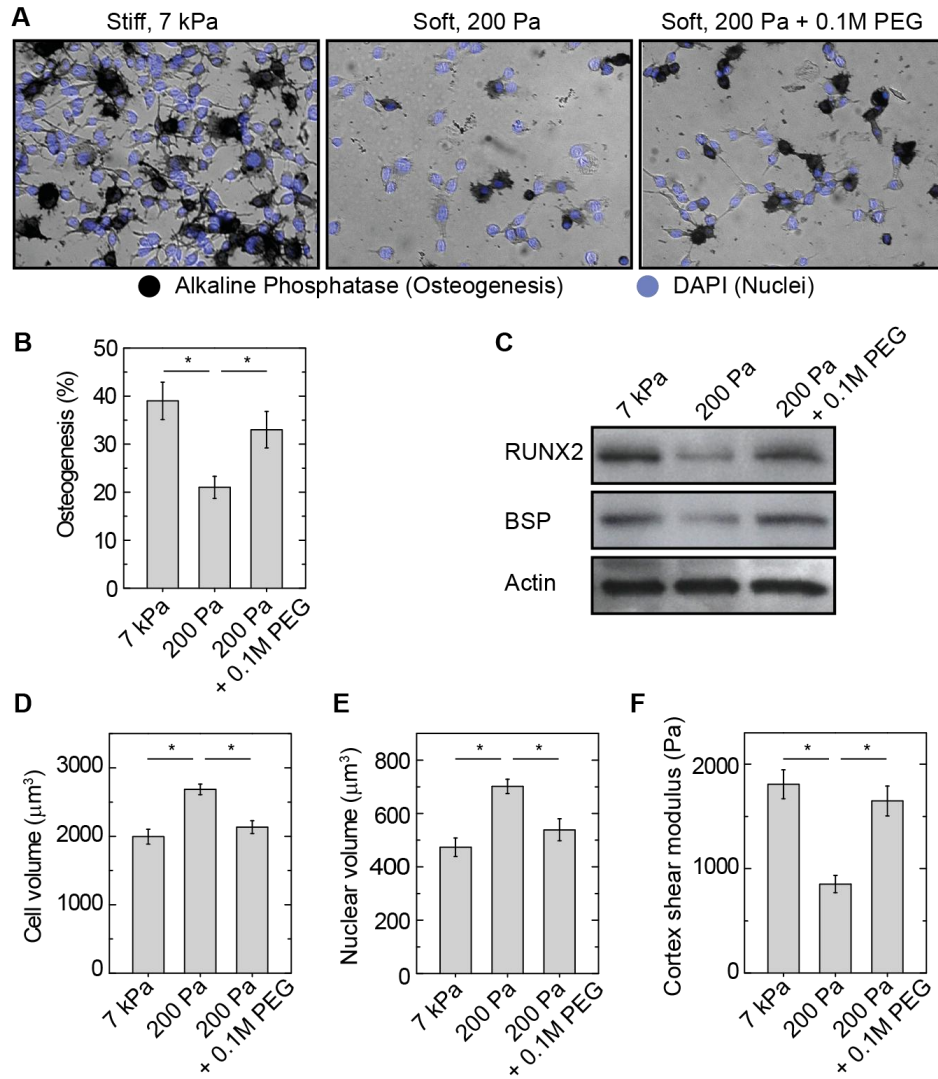 A
Stiff, 7 kPa
Soft, 200 Pa
Soft, 200 Pa + 0.1M PEG
Alkaline Phosphatase (Osteogenesis)
DAPI (Nuclei)
B
Osteogenesis (%)
50
40
30
20
10
0
* *
7 kPa
200 Pa
200 Pa
+ 0.1M PEG
C
7 kPa
200 Pa
200 Pa
+ 0.1M PEG
RUNX2
BSP
Actin
D
Cell volume (μm³)
3000
2000
1000
0
* *
7 kPa
200 Pa
200 Pa
+ 0.1M PEG
E
Nuclear volume (μm³)
800
600
400
200
0
* *
7 kPa
200 Pa
200 Pa
+ 0.1M PEG
F
Cortex shear modulus (Pa)
2000
1000
0
* *
7 kPa
200 Pa
200 Pa
+ 0.1M PEG